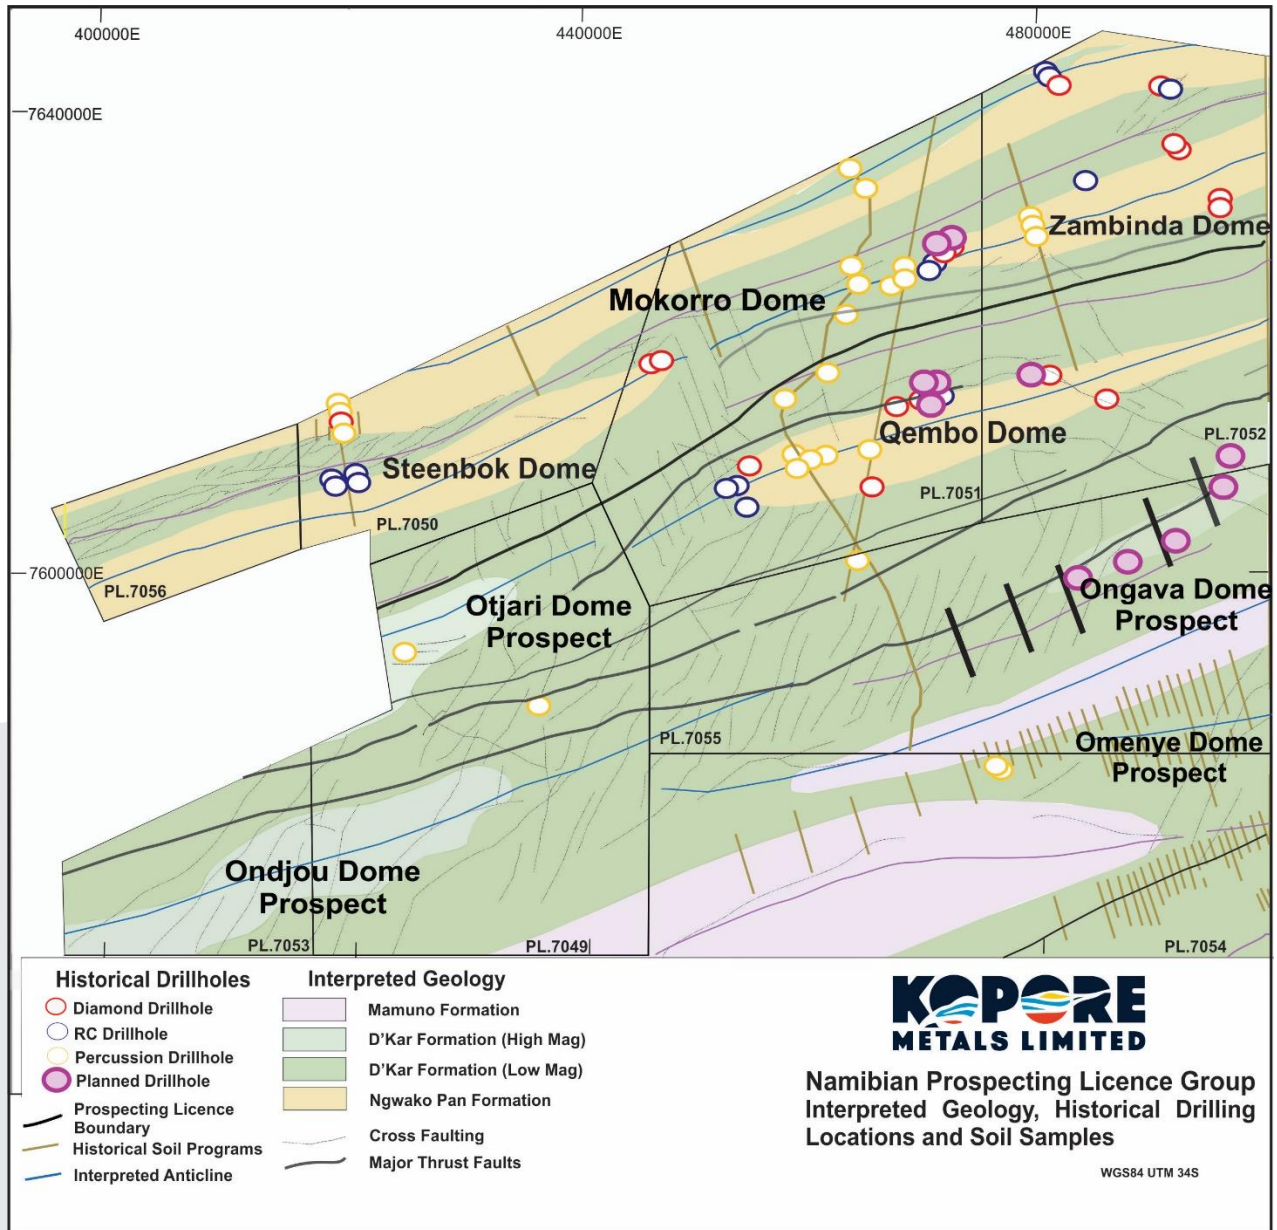 400000E
440000E
480000E
7640000E
Zambinda Dome
Mokorro Dome
Qembo Dome
PL.7052
Steenbok Dome
PL.7051
PL.7050
7600000E
PL.7056
Otjari Dome
Prospect
Ongava Dome
Prospect
PL.7055
Omenye Dome
Prospect
Ondjou Dome
Prospect
PL.7053
PL.7049
PL.7054
Historical Drillholes
Diamond Drillhole
RC Drillhole
Percussion Drillhole
Planned Drillhole
Prospecting Licence
Boundary
Historical Soil Programs
Interpreted Anticline
Interpreted Geology
Mamuno Formation
D'Kar Formation (High Mag)
D'Kar Formation (Low Mag)
Ngwako Pan Formation
Cross Faulting
Major Thrust Faults
KOPORE
METALS LIMITED
Namibian Prospecting Licence Group
Interpreted Geology, Historical Drilling
Locations and Soil Samples
WGS84 UTM 34S